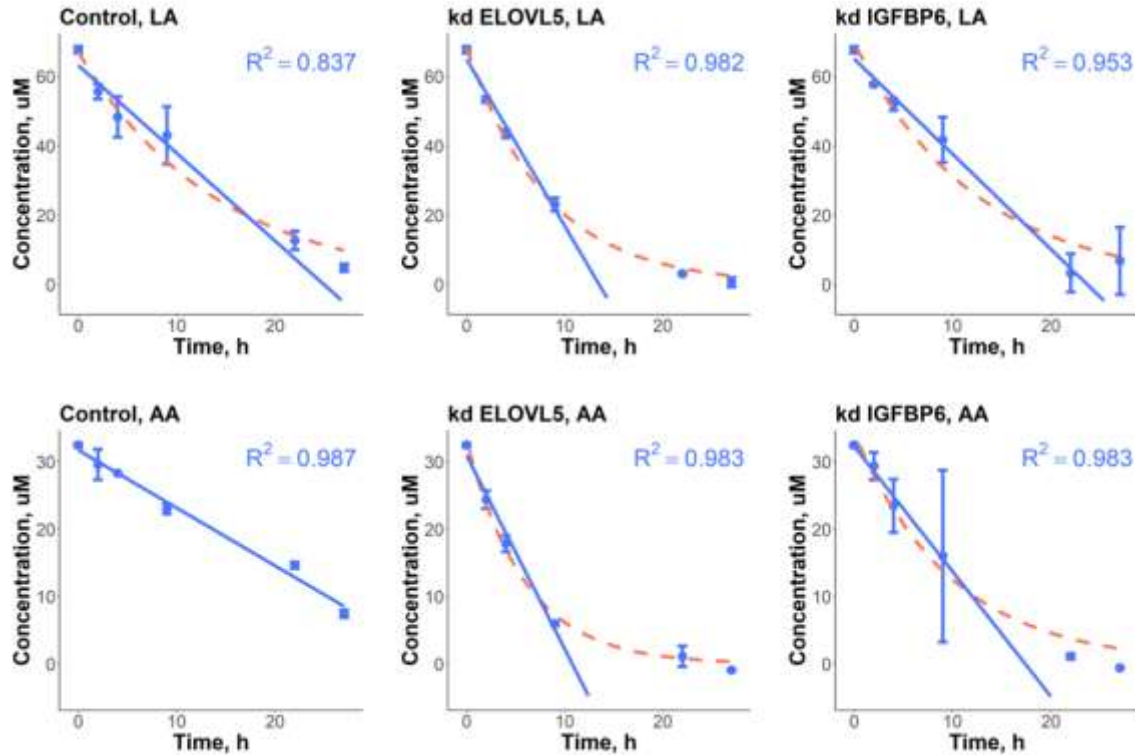 Control, LA
kd ELOVL5, LA
kd IGFBP6, LA
R² = 0.837
R² = 0.982
R² = 0.953
Concentration, uM
Concentration, uM
Concentration, uM
60
40
20
0
60
40
20
0
60
40
20
0
0 10 20
0 10 20
0 10 20
Time, h
Time, h
Time, h
Control, AA
kd ELOVL5, AA
kd IGFBP6, AA
R² = 0.987
R² = 0.983
R² = 0.983
Concentration, uM
Concentration, uM
Concentration, uM
30
20
10
0
30
20
10
0
30
20
10
0
0 10 20
0 10 20
0 10 20
Time, h
Time, h
Time, h